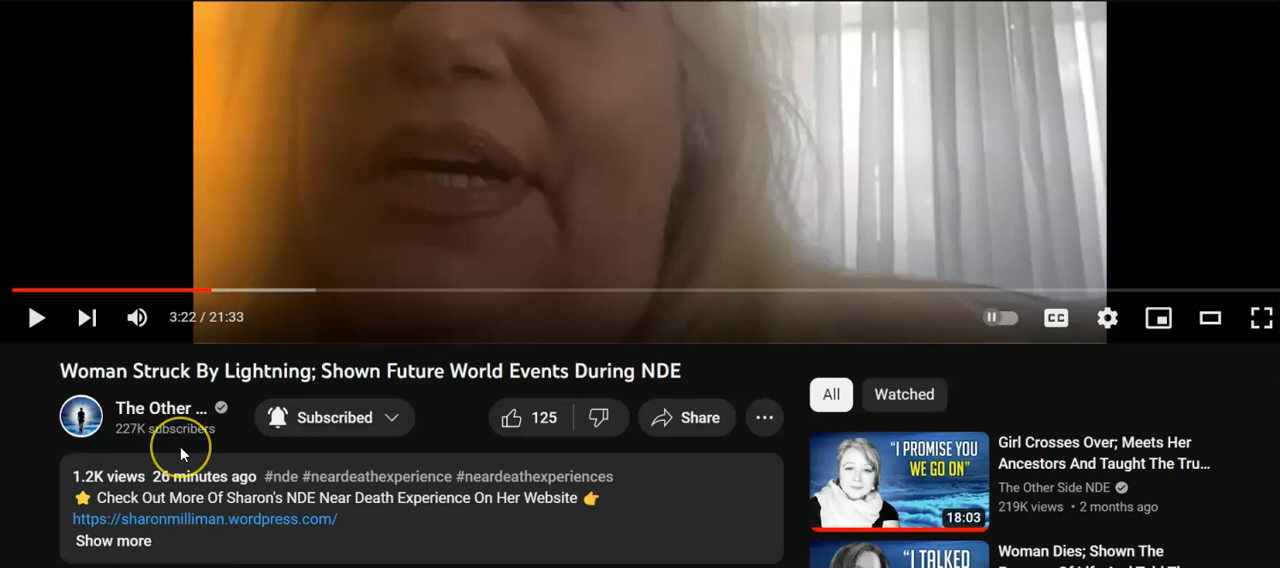 3:22 / 21:33
CC
Woman Struck By Lightning; Shown Future World Events During NDE
The Other ...
227K subscribers
Subscribed
125
Share
1.2K views 26 minutes ago #nde #neardeathexperience #neardeathexperiences
Check Out More Of Sharon's NDE Near Death Experience On Her Website
https://sharonmilliman.wordpress.com/
Show more
All
Watched
"I PROMISE YOU
WE GO ON"
18:03
Girl Crosses Over; Meets Her
Ancestors And Taught The Tru...
The Other Side NDE
219K views • 2 months ago
"I TALKED
Woman Dies; Shown The